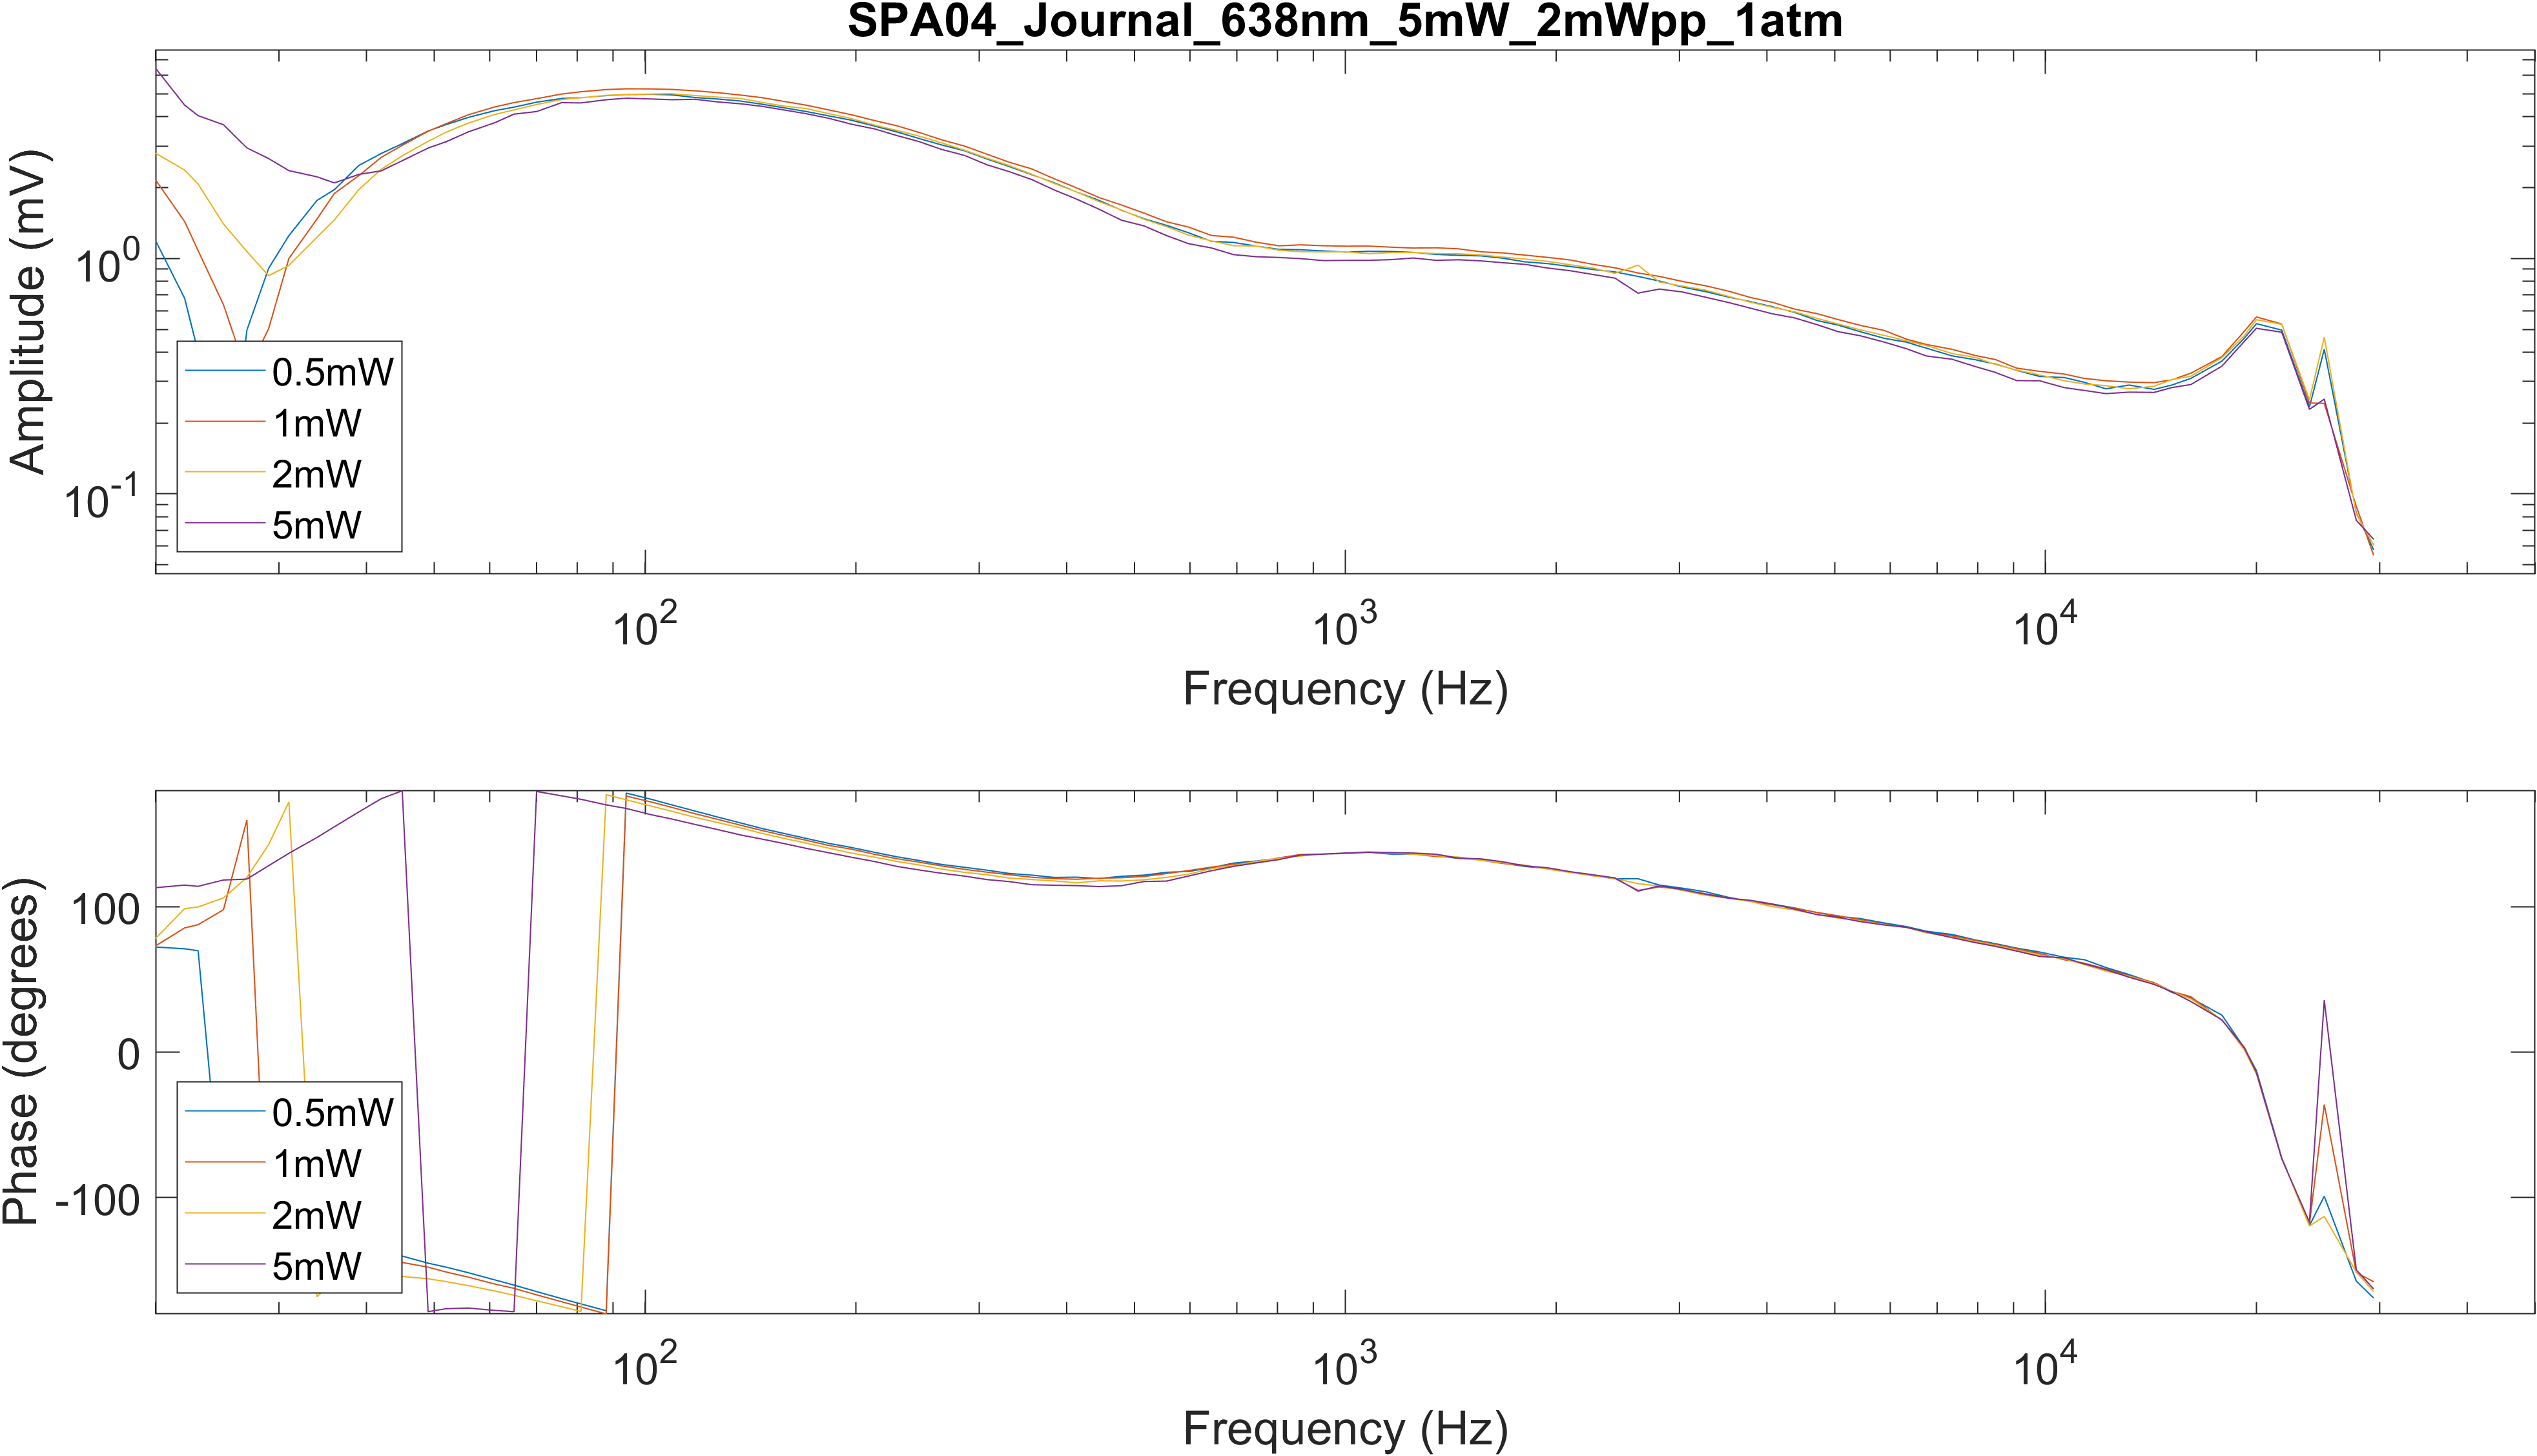 SPA04_Journal_638nm_5mW_2mWpp_1atm
Amplitude (mV)
10^0
10^-1
0.5mW
1mW
2mW
5mW
10^2 10^3 10^4
Frequency (Hz)
Phase (degrees)
100
0
-100
0.5mW
1mW
2mW
5mW
10^2 10^3 10^4
Frequency (Hz)